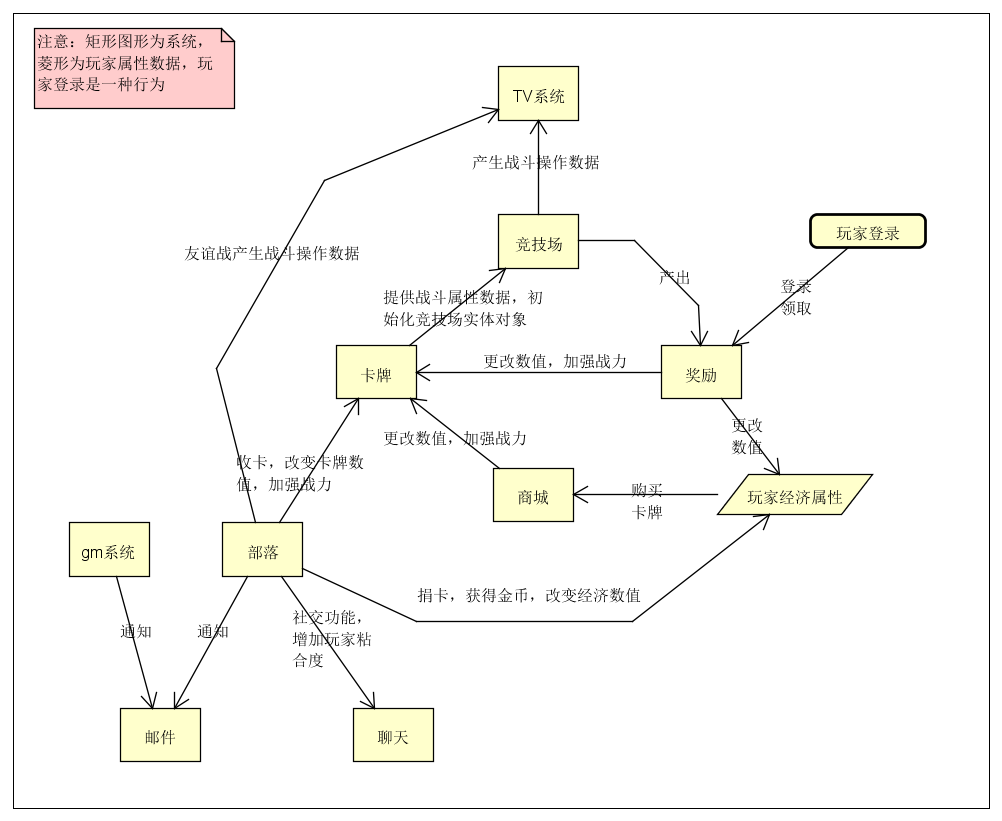 注意：矩形图形为系统，
菱形为玩家属性数据，玩
家登录是一种行为
TV系统
产生战斗操作数据
竞技场
玩家登录
友谊战产生战斗操作数据
产出
登录
领取
提供战斗属性数据，初
始化竞技场实体对象
卡牌
更改数值，加强战力
奖励
更改数值，加强战力
更改
数值
收卡，改变卡牌数
值，加强战力
商城
购买
卡牌
玩家经济属性
gm系统
部落
捐卡，获得金币，改变经济数值
通知
通知
社交功能，
增加玩家粘
合度
邮件
聊天